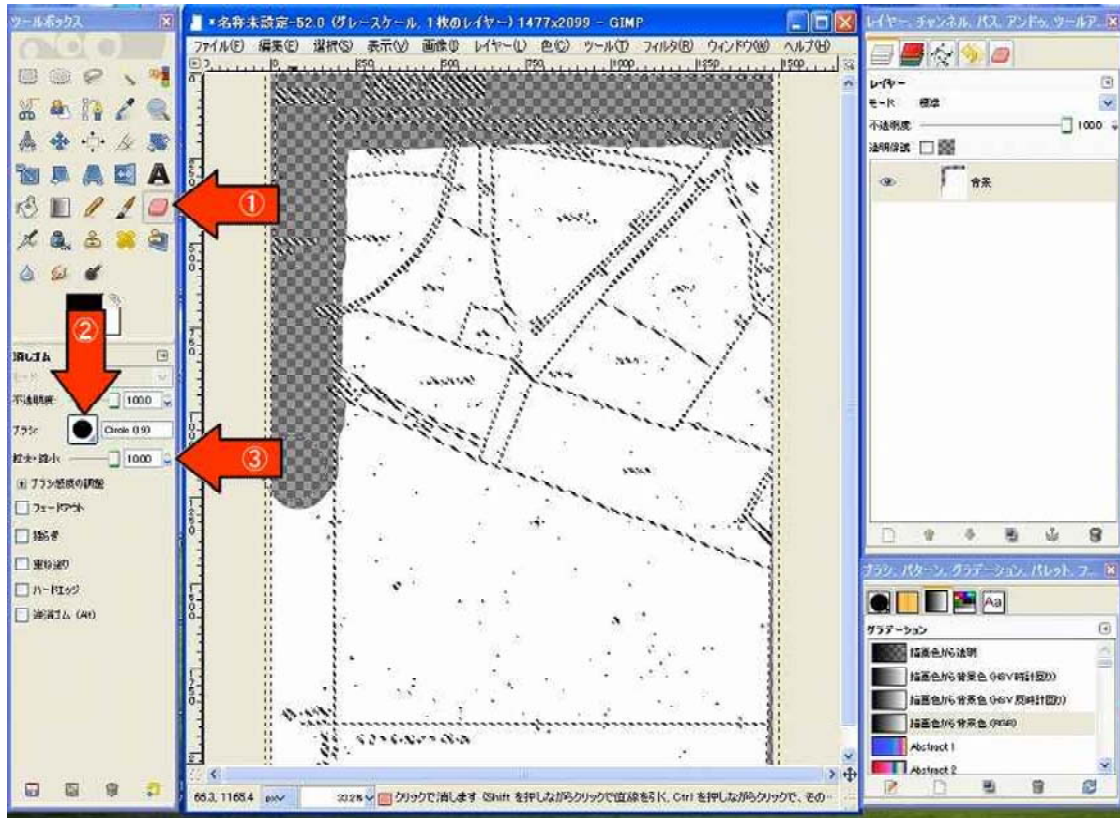 ツールボックス
*名称未設定-52.0 (グレースケール, 1枚のレイヤー) 1477x2099 – GIMP
レイヤー, チャンネル, パス, アンドゥ, ツールア...
ファイル(F) 編集(E) 選択(S) 表示(V) 画像(I) レイヤー(L) 色(C) ツール(T) フィルタ(R) ウィンドウ(W) ヘルプ(H)
レイヤー
モード 標準
不透明度 100.0
透明保護
背景
①
②
③
消しゴム
モード
不透明度 100.0
ブラシ Circle (19)
拡大・縮小 10.00
ブラシ感度の調整
フェードアウト
揺らぎ
重ね塗り
ハードエッジ
逆消ゴム (Alt)
ブラシ, パターン, グラデーション, パレット, フ...
Aa
グラデーション
描画色から透明
描画色から背景色 (HSV 時計回り)
描画色から背景色 (HSV 反時計回り)
描画色から背景色 (RGB)
Abstract 1
Abstract 2
66.3, 1168.4 px クリックで消します (Shift を押しながらクリックで直線を引く, Ctrl を押しながらクリックで、その…